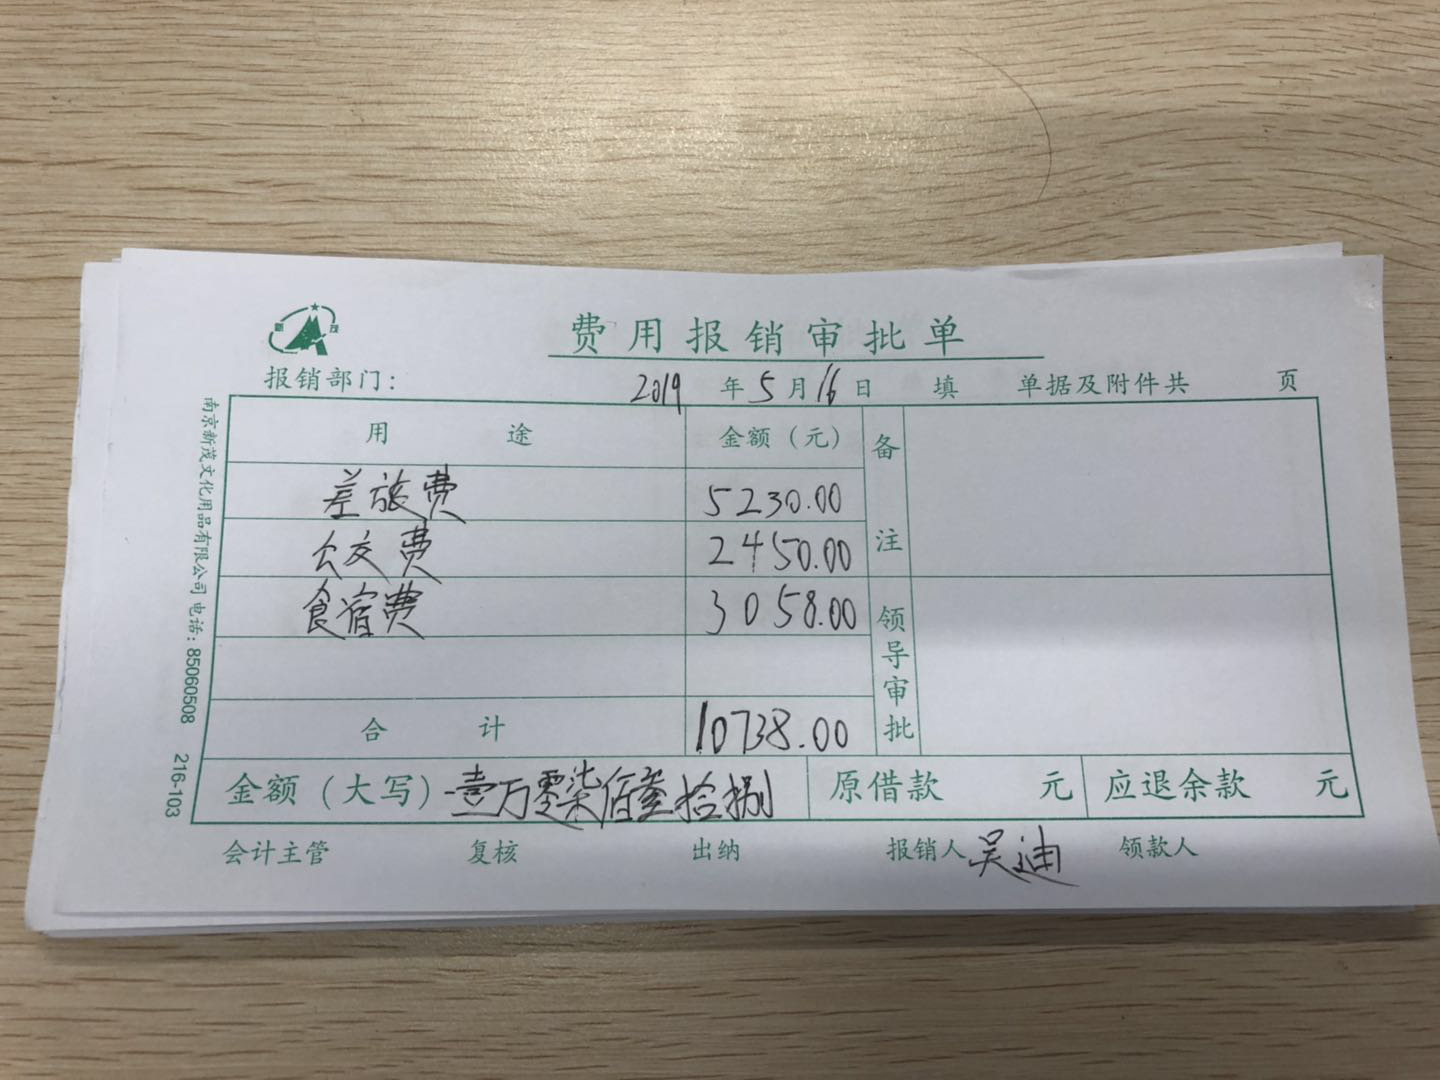 新 茂
费用报销审批单
报销部门： 2019 年 5 月 16 日 填 单据及附件共 页
用 途 金额（元） 备注
差旅费 5230.00
公交费 2450.00
食宿费 3058.00 领导审批
合 计 10738.00
金额（大写） 壹万零柒佰叁拾捌 原借款 元 应退余款 元
会计主管 复核 出纳 报销人 吴迪 领款人
南京新茂文化用品有限公司 电话：85060508 216-103